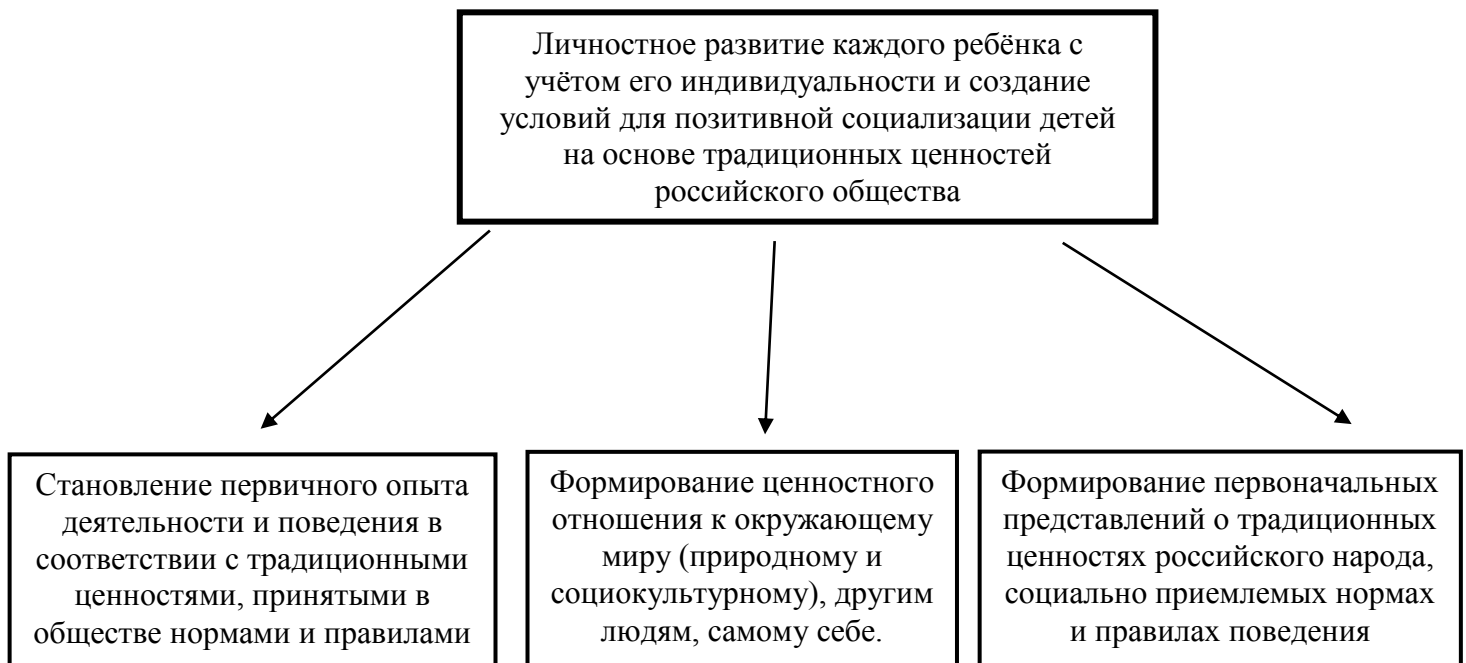 Личностное развитие каждого ребёнка с
учётом его индивидуальности и создание
условий для позитивной социализации детей
на основе традиционных ценностей
российского общества
Становление первичного опыта
деятельности и поведения в
соответствии с традиционными
ценностями, принятыми в
обществе нормами и правилами
Формирование ценностного
отношения к окружающему
миру (природному и
социокультурному), другим
людям, самому себе.
Формирование первоначальных
представлений о традиционных
ценностях российского народа,
социально приемлемых нормах
и правилах поведения